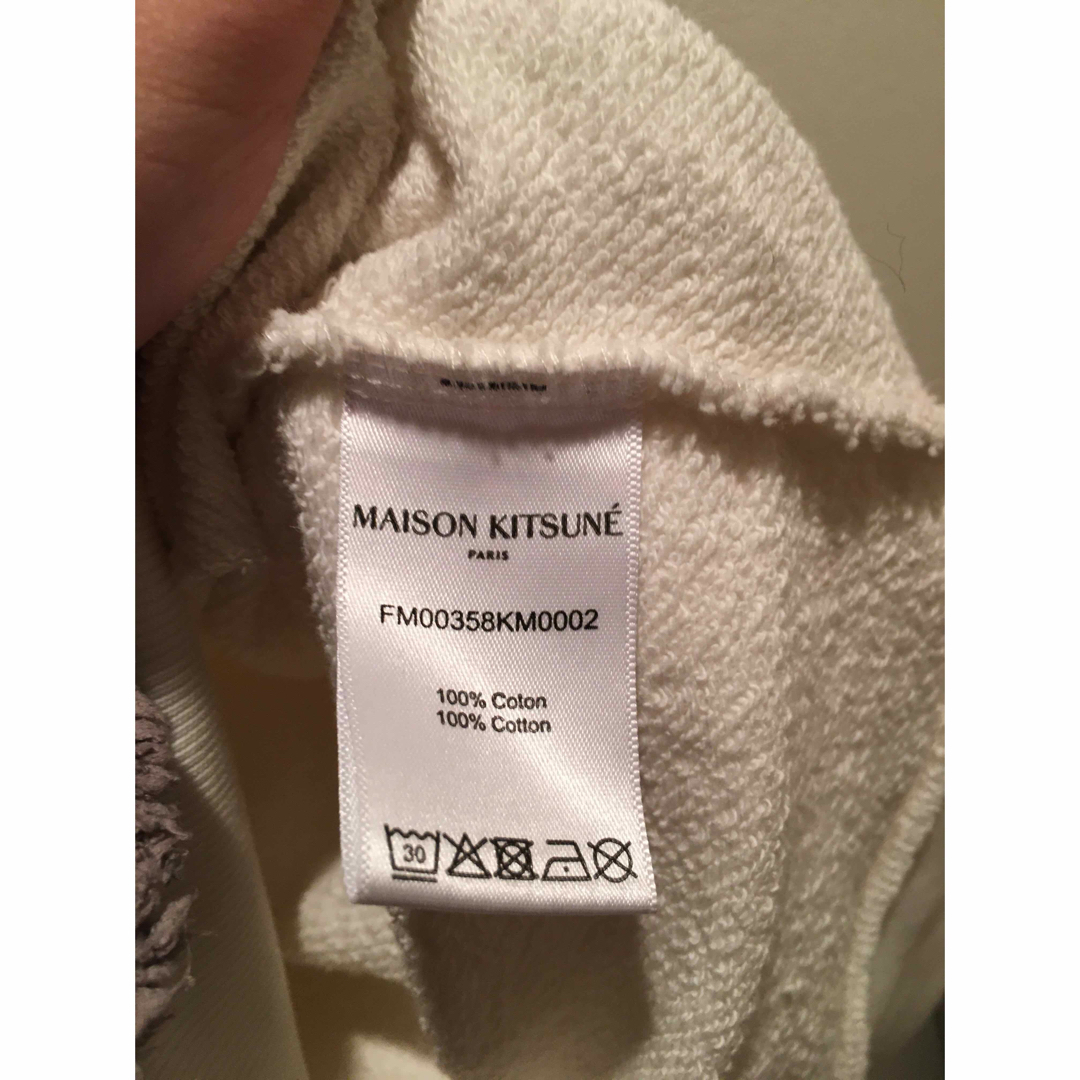 MAISON KITSUNÉ
PARIS
FM00358KM0002
100% Coton
100% Cotton
30